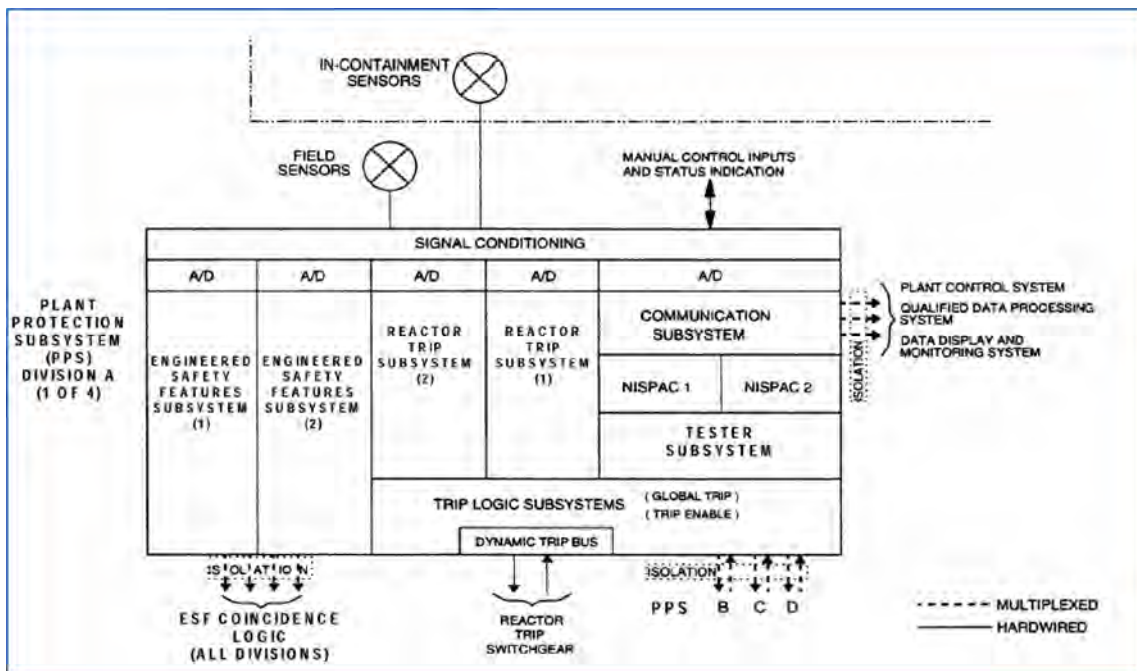 IN-CONTAINMENT
SENSORS
FIELD
SENSORS
MANUAL CONTROL INPUTS
AND STATUS INDICATION
SIGNAL CONDITIONING
A/D
A/D
A/D
A/D
A/D
PLANT
PROTECTION
SUBSYSTEM
(PPS)
DIVISION A
(1 OF 4)
ENGINEERED
SAFETY
FEATURES
SUBSYSTEM
(1)
ENGINEERED
SAFETY
FEATURES
SUBSYSTEM
(2)
REACTOR
TRIP
SUBSYSTEM
(2)
REACTOR
TRIP
SUBSYSTEM
(1)
COMMUNICATION
SUBSYSTEM
NISPAC 1
NISPAC 2
TESTER
SUBSYSTEM
ISOLATION
PLANT CONTROL SYSTEM
QUALIFIED DATA PROCESSING
SYSTEM
DATA DISPLAY AND
MONITORING SYSTEM
TRIP LOGIC SUBSYSTEMS
( GLOBAL TRIP )
( TRIP ENABLE )
DYNAMIC TRIP BUS
ISOLATION
ESF COINCIDENCE
LOGIC
(ALL DIVISIONS)
REACTOR
TRIP
SWITCHGEAR
ISOLATION
PPS B C D
MULTIPLEXED
HARDWIRED